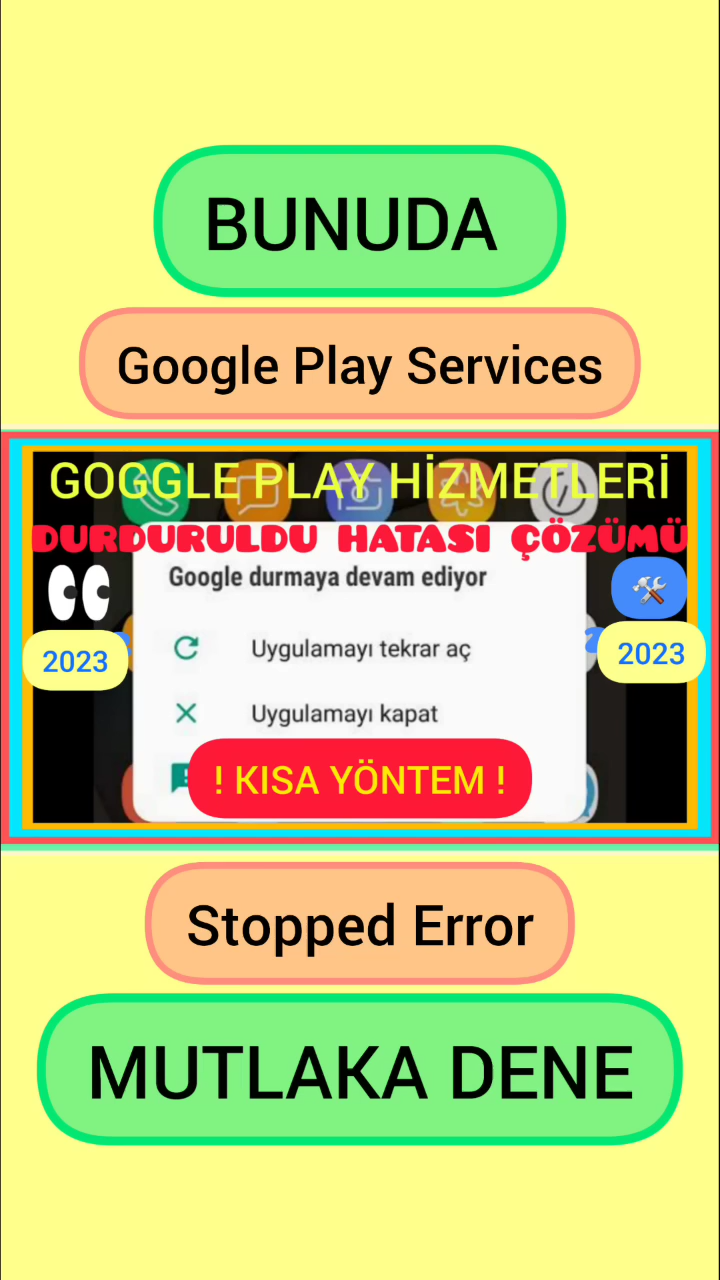 BUNUDA
Google Play Services
GOGGLE PLAY HİZMETLERİ
DURDURULDU HATASI ÇÖZÜMÜ
Google durmaya devam ediyor
Uygulamayı tekrar aç
2023
2023
Uygulamayı kapat
! KISA YÖNTEM !
Stopped Error
MUTLAKA DENE